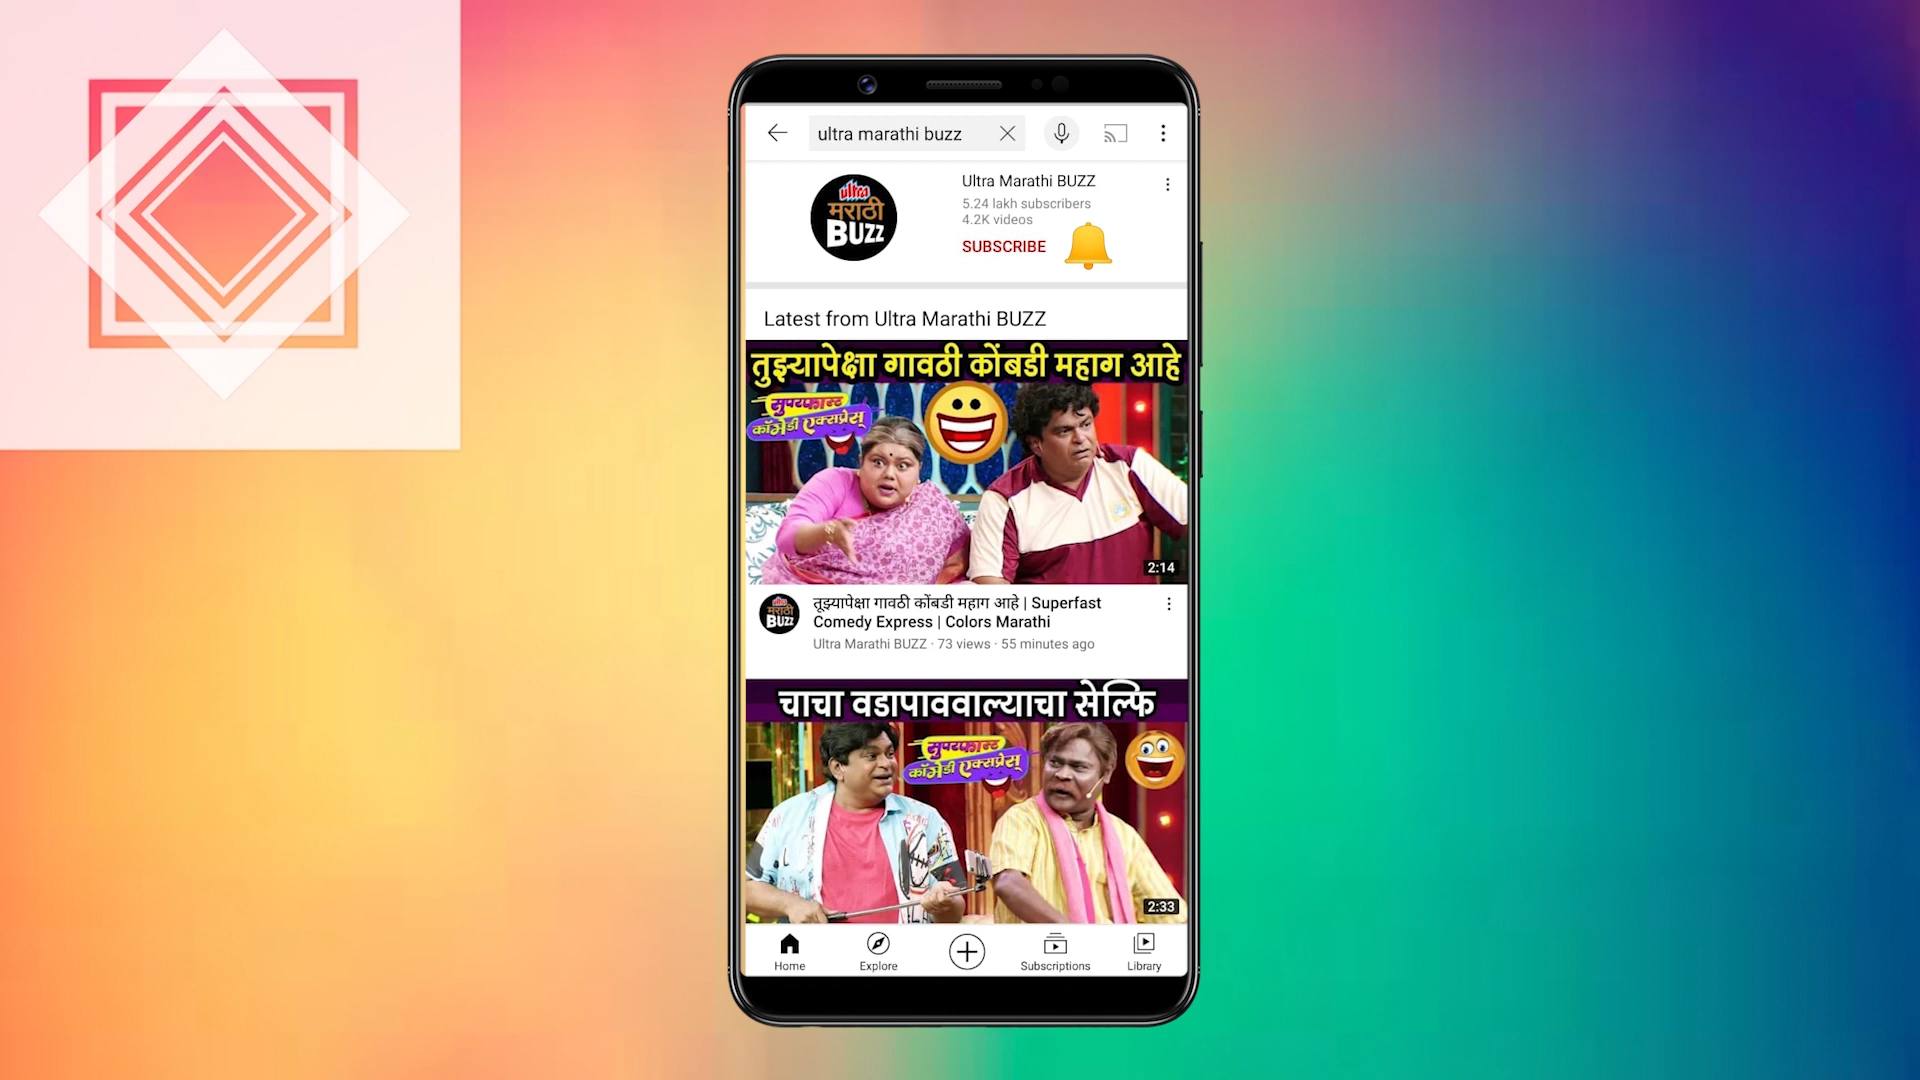 ultra marathi buzz
ultra
मराठी
BUZZ
Ultra Marathi BUZZ
5.24 lakh subscribers
4.2K videos
SUBSCRIBE
Latest from Ultra Marathi BUZZ
तुझ्यापेक्षा गावठी कोंबडी महाग आहे
सुपरफास्ट
कॉमेडी एक्सप्रेस्
2:14
ultra
मराठी
BUZZ
तूझ्यापेक्षा गावठी कोंबडी महाग आहे | Superfast
Comedy Express | Colors Marathi
Ultra Marathi BUZZ · 73 views · 55 minutes ago
चाचा वडापाववाल्याचा सेल्फि
सुपरफास्ट
कॉमेडी एक्सप्रेस्
2:33
Home
Explore
Subscriptions
Library